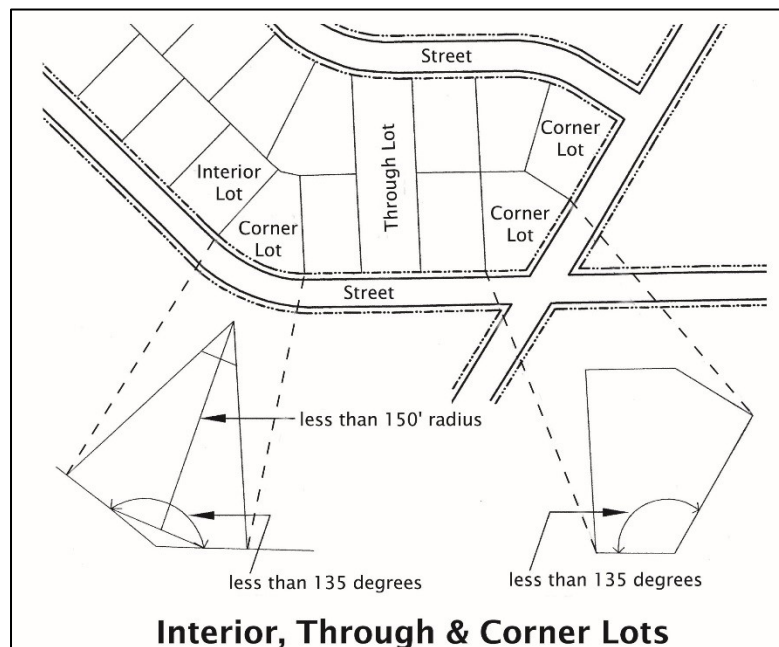 Street
Corner
Lot
Through Lot
Interior
Lot
Corner
Lot
Corner
Lot
Street
less than 150' radius
less than 135 degrees
less than 135 degrees
Interior, Through & Corner Lots